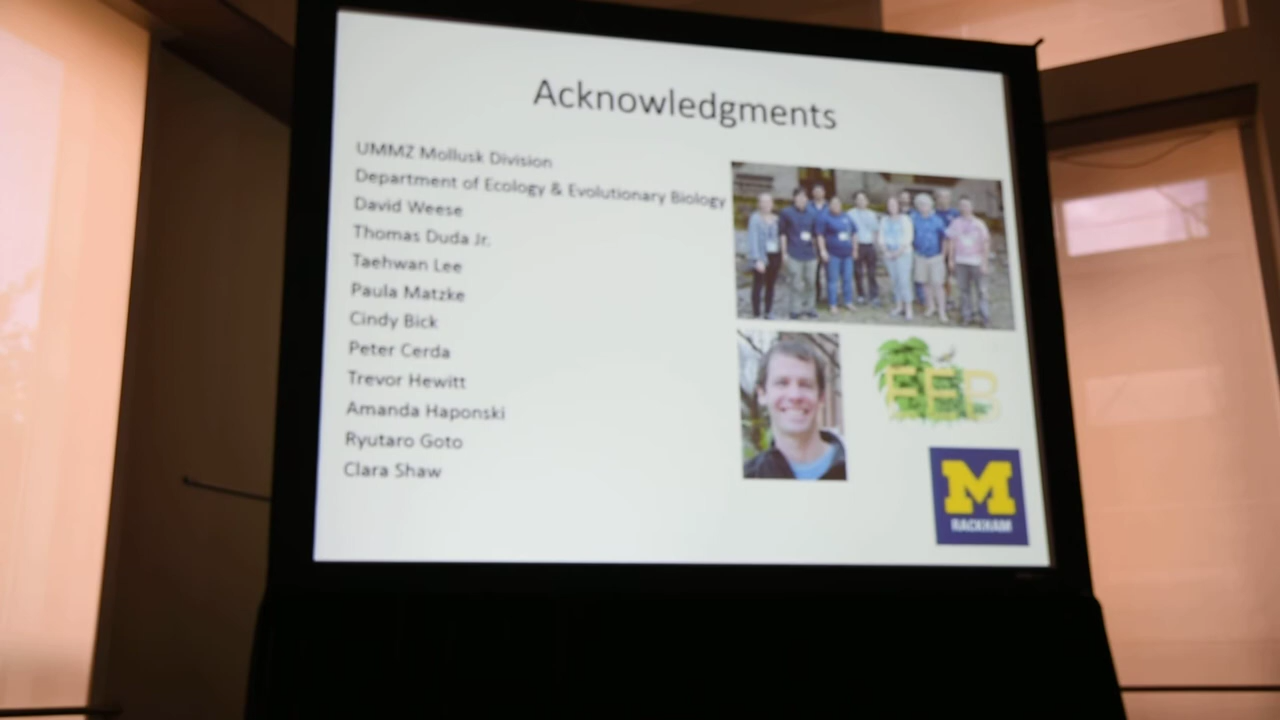 Acknowledgments
UMMZ Mollusk Division
Department of Ecology & Evolutionary Biology
David Weese
Thomas Duda Jr.
Taehwan Lee
Paula Matzke
Cindy Bick
Peter Cerda
Trevor Hewitt
Amanda Haponski
Ryutaro Goto
Clara Shaw
EEB
M
RACKHAM